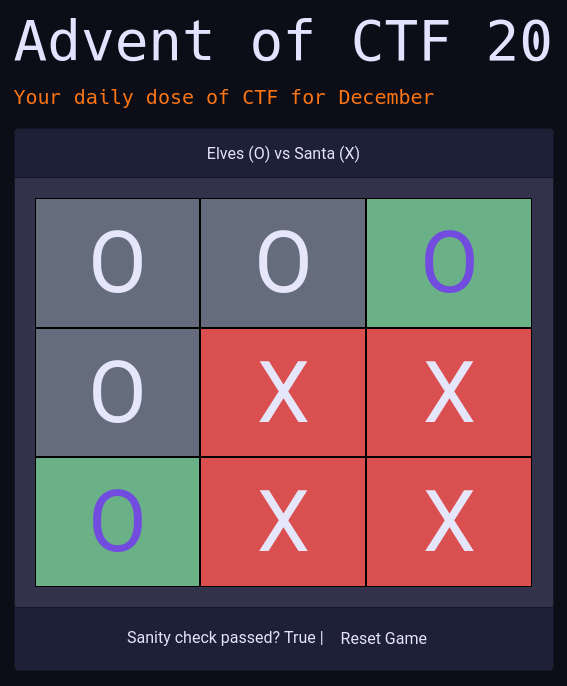 Advent of CTF 20
Your daily dose of CTF for December
Elves (O) vs Santa (X)
O O O
O X X
O X X
Sanity check passed? True | Reset Game